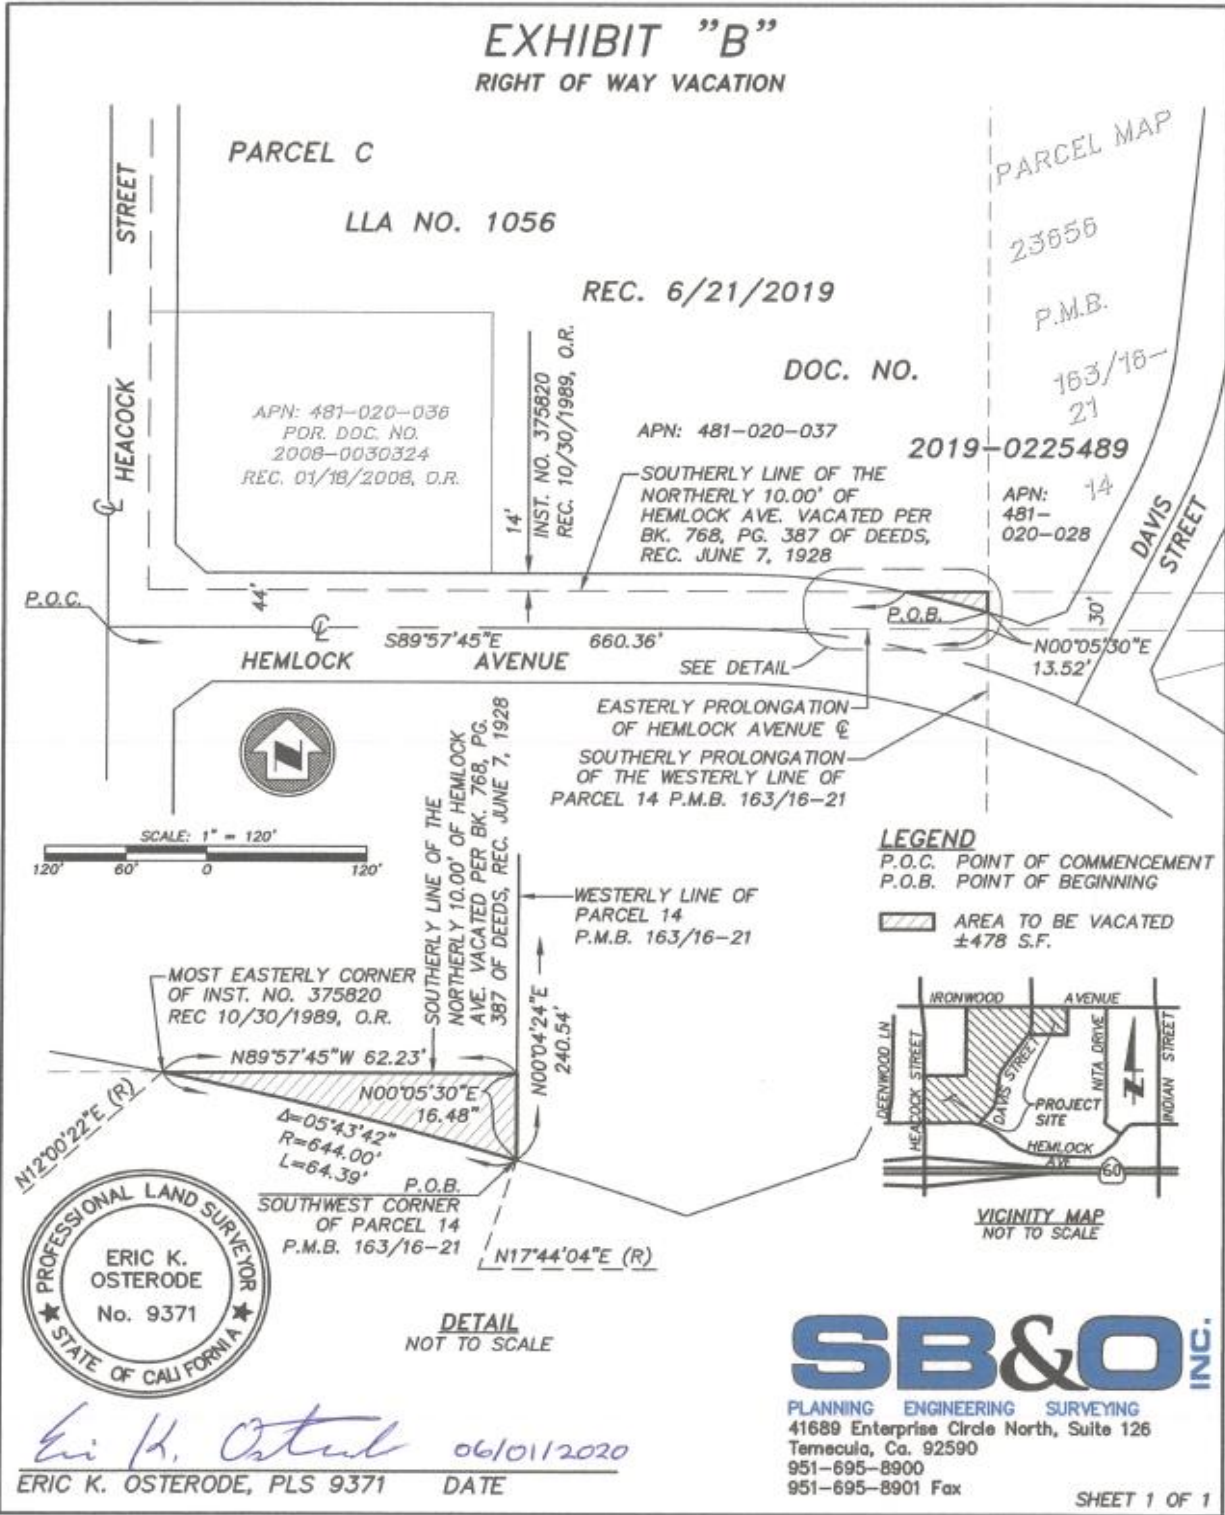 EXHIBIT "B"
RIGHT OF WAY VACATION
PARCEL C
LLA NO. 1056
REC. 6/21/2019
DOC. NO.
2019-0225489
PARCEL MAP
23656
P.M.B.
163/16-
21
14
STREET
HEACOCK
APN: 481-020-036
POR. DOC. NO.
2008-0030324
REC. 01/18/2008, O.R.
14'
INST. NO. 375820
REC. 10/30/1989, O.R.
APN: 481-020-037
SOUTHERLY LINE OF THE
NORTHERLY 10.00' OF
HEMLOCK AVE. VACATED PER
BK. 768, PG. 387 OF DEEDS,
REC. JUNE 7, 1928
APN:
481-
020-028
DAVIS
STREET
P.O.C.
44'
S89°57'45"E 660.36'
HEMLOCK AVENUE
P.O.B.
30'
N00°05'30"E
13.52'
SEE DETAIL
EASTERLY PROLONGATION
OF HEMLOCK AVENUE ℄
SOUTHERLY PROLONGATION
OF THE WESTERLY LINE OF
PARCEL 14 P.M.B. 163/16-21
N
SCALE: 1" = 120'
120' 60' 0 120'
SOUTHERLY LINE OF THE
NORTHERLY 10.00' OF HEMLOCK
AVE. VACATED PER BK. 768, PG.
387 OF DEEDS, REC. JUNE 7, 1928
WESTERLY LINE OF
PARCEL 14
P.M.B. 163/16-21
LEGEND
P.O.C. POINT OF COMMENCEMENT
P.O.B. POINT OF BEGINNING
AREA TO BE VACATED
±478 S.F.
MOST EASTERLY CORNER
OF INST. NO. 375820
REC 10/30/1989, O.R.
N89°57'45"W 62.23'
N00°04'24"E
240.54'
N00°05'30"E
16.48"
Δ=05°43'42"
R=644.00'
L=64.39'
N12°00'22"E (R)
P.O.B.
SOUTHWEST CORNER
OF PARCEL 14
P.M.B. 163/16-21
N17°44'04"E (R)
DETAIL
NOT TO SCALE
IRONWOOD AVENUE
DEENWOOD LN
HEACOCK STREET
DAVIS STREET
NITA DRIVE
INDIAN STREET
N
PROJECT
SITE
HEMLOCK
AVE
60
VICINITY MAP
NOT TO SCALE
PROFESSIONAL LAND SURVEYOR
ERIC K.
OSTERODE
No. 9371
STATE OF CALIFORNIA
Eric K. Osterode 06/01/2020
ERIC K. OSTERODE, PLS 9371 DATE
SB&O INC.
PLANNING ENGINEERING SURVEYING
41689 Enterprise Circle North, Suite 126
Temecula, Ca. 92590
951-695-8900
951-695-8901 Fax
SHEET 1 OF 1